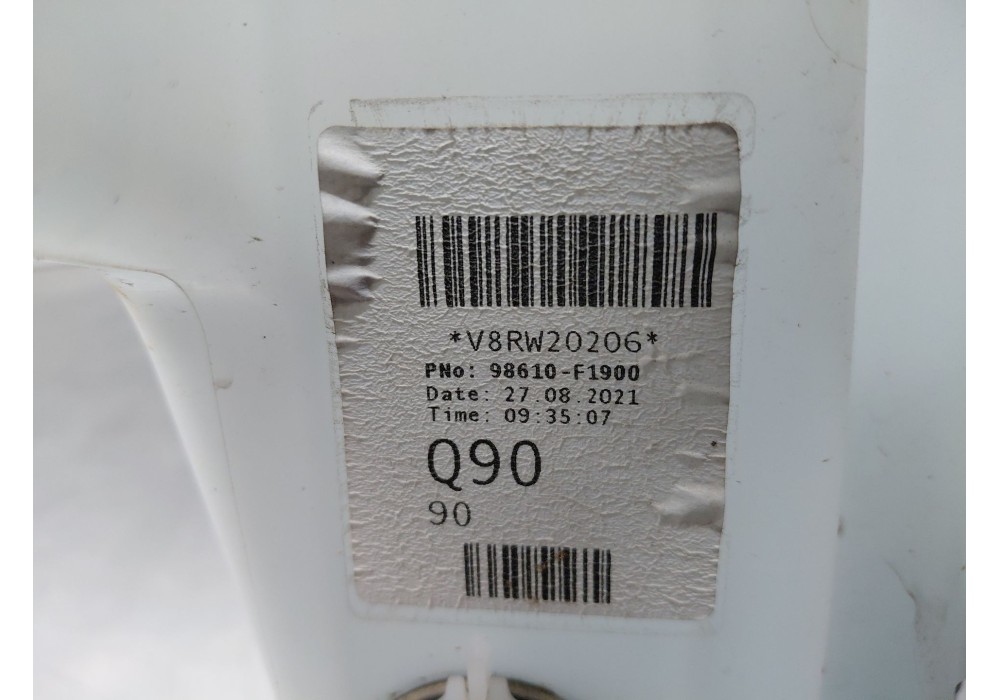 *V8RW20206*
PNo: 98610-F1900
Date: 27.08.2021
Time: 09:35:07
Q90
90